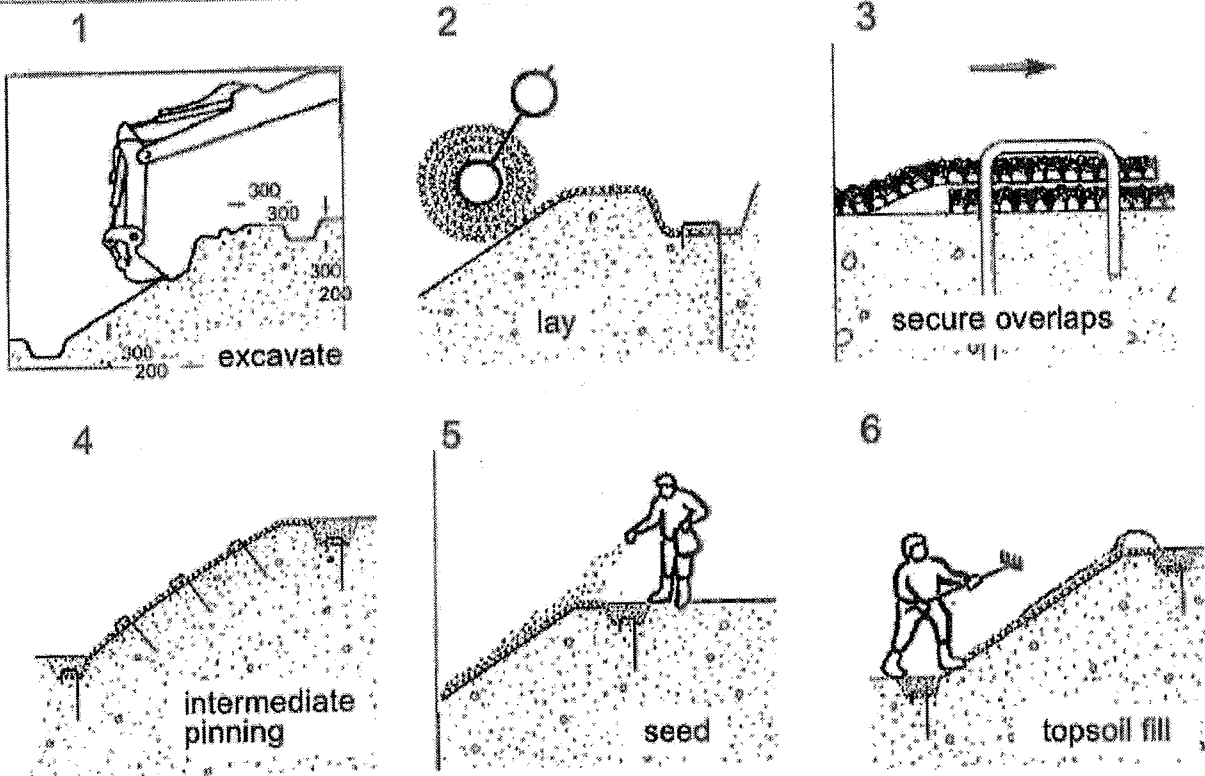 1
2
3
300
300
300
200
300
200
excavate
lay
secure overlaps
4
5
6
intermediate
pinning
seed
topsoil fill